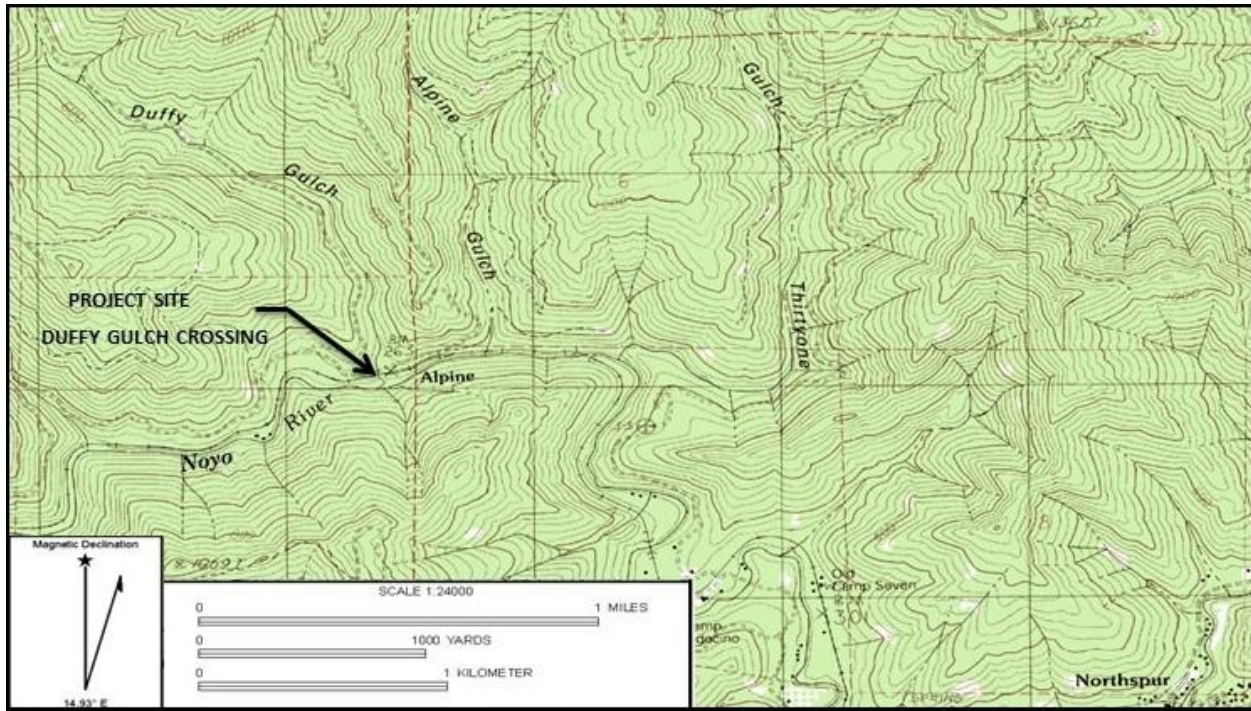 Duffy
Gulch
Alpine
Gulch
Gulch
Thirtyone
PROJECT SITE
DUFFY GULCH CROSSING
Alpine
River
Noyo
Old
Camp Seven
Northspur
Magnetic Declination
14.93° E
SCALE 1:24000
0 1 MILES
0 1000 YARDS
0 1 KILOMETER